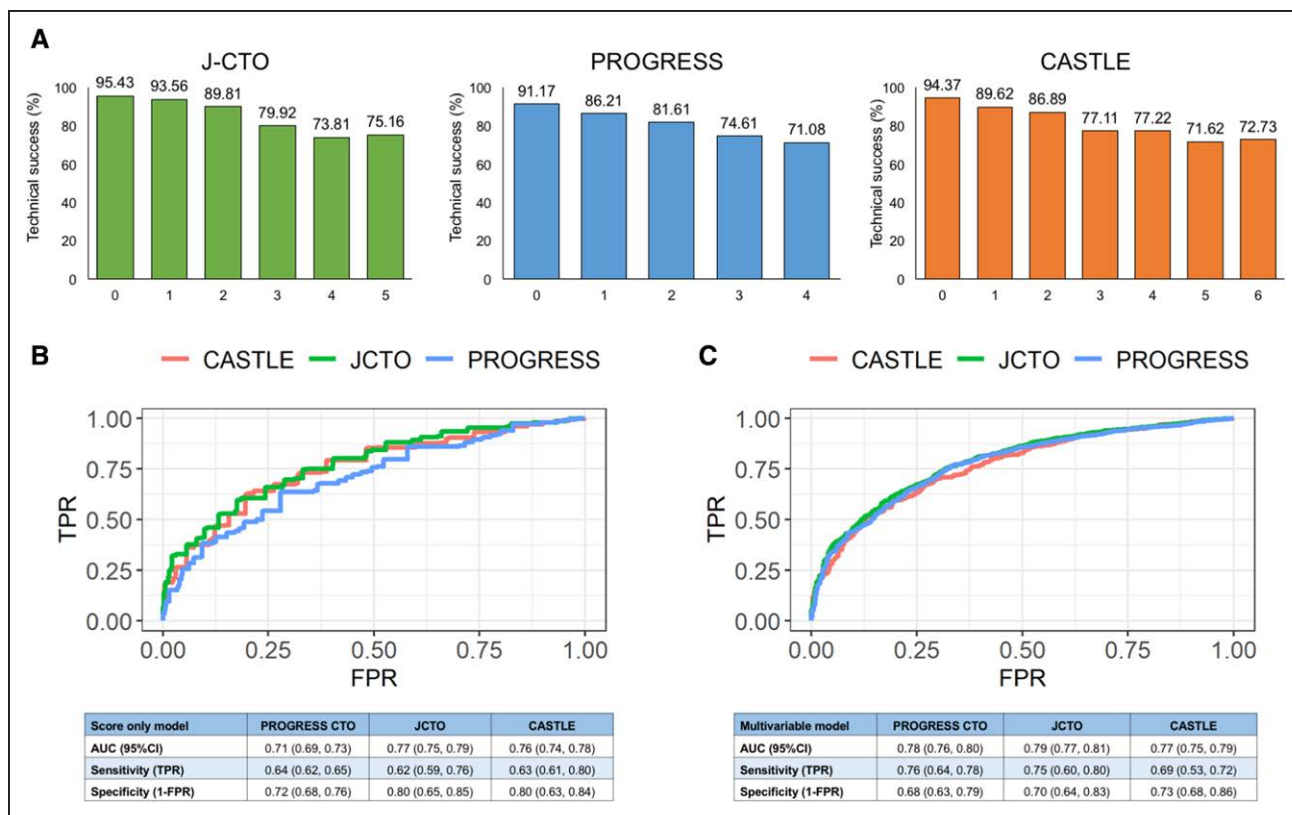 A
J-CTO
Technical success (%)
100
80
60
40
20
0
95.43
93.56
89.81
79.92
73.81
75.16
0 1 2 3 4 5
PROGRESS
Technical success (%)
100
80
60
40
20
0
91.17
86.21
81.61
74.61
71.08
0 1 2 3 4
CASTLE
Technical success (%)
100
80
60
40
20
0
94.37
89.62
86.89
77.11
77.22
71.62
72.73
0 1 2 3 4 5 6
B
CASTLE JCTO PROGRESS
TPR
1.00
0.75
0.50
0.25
0.00
0.00 0.25 0.50 0.75 1.00
FPR
Score only model PROGRESS CTO JCTO CASTLE
AUC (95%CI) 0.71 (0.69, 0.73) 0.77 (0.75, 0.79) 0.76 (0.74, 0.78)
Sensitivity (TPR) 0.64 (0.62, 0.65) 0.62 (0.59, 0.76) 0.63 (0.61, 0.80)
Specificity (1-FPR) 0.72 (0.68, 0.76) 0.80 (0.65, 0.85) 0.80 (0.63, 0.84)
C
CASTLE JCTO PROGRESS
TPR
1.00
0.75
0.50
0.25
0.00
0.00 0.25 0.50 0.75 1.00
FPR
Multivariable model PROGRESS CTO JCTO CASTLE
AUC (95%CI) 0.78 (0.76, 0.80) 0.79 (0.77, 0.81) 0.77 (0.75, 0.79)
Sensitivity (TPR) 0.76 (0.64, 0.78) 0.75 (0.60, 0.80) 0.69 (0.53, 0.72)
Specificity (1-FPR) 0.68 (0.63, 0.79) 0.70 (0.64, 0.83) 0.73 (0.68, 0.86)